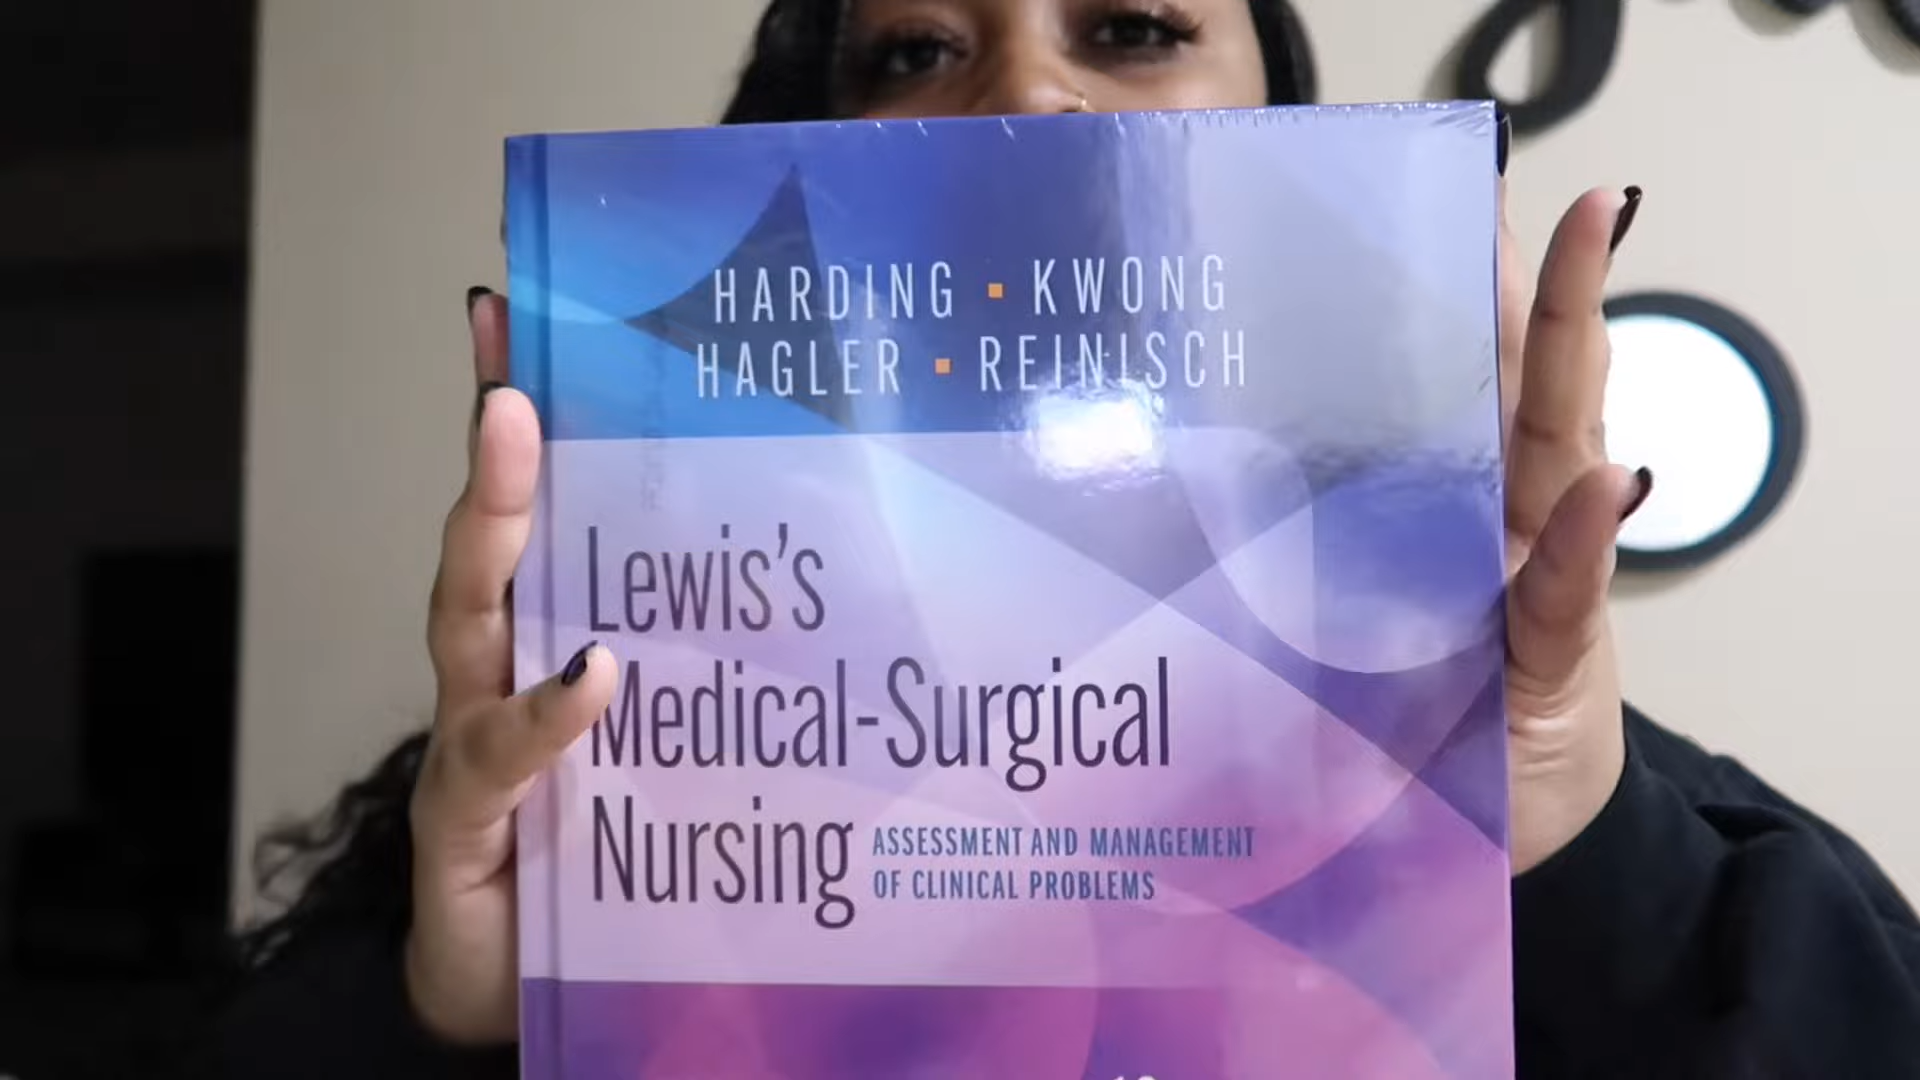 HARDING ▪ KWONG
HAGLER ▪ REINISCH
Lewis's
Medical-Surgical
Nursing
ASSESSMENT AND MANAGEMENT
OF CLINICAL PROBLEMS